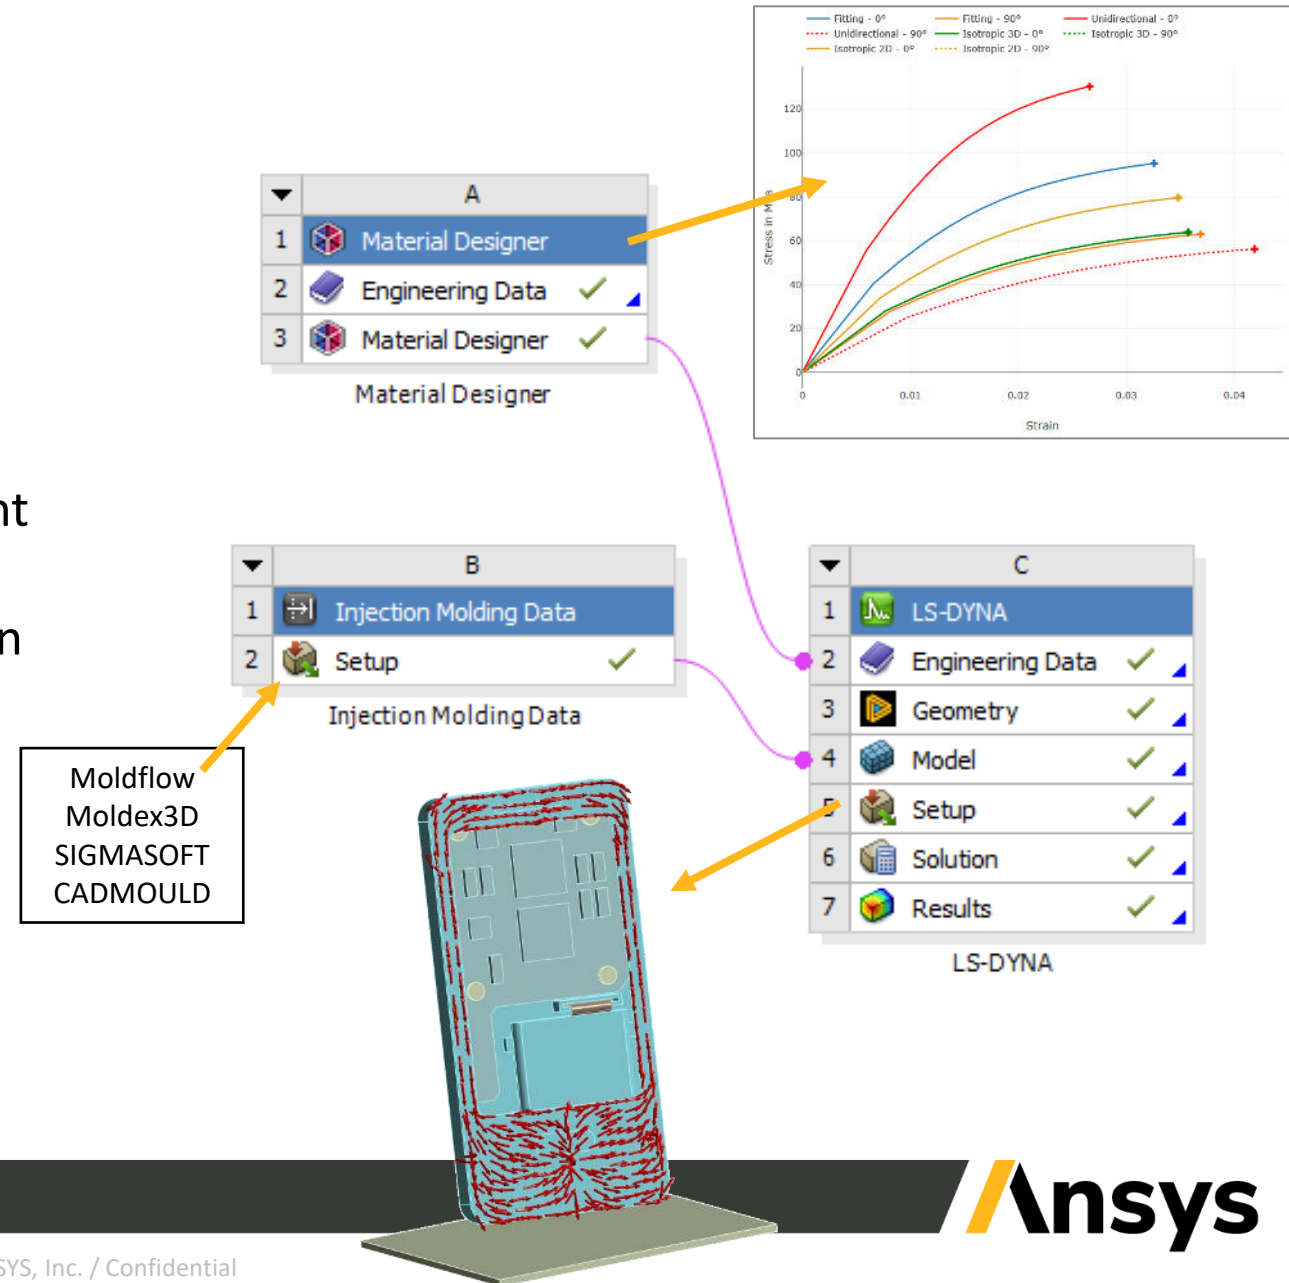 Fitting - 0° Fitting - 90° Unidirectional - 0°
Unidirectional - 90° Isotropic 3D - 0° Isotropic 3D - 90°
Isotropic 2D - 0° Isotropic 2D - 90°
120
100
80
60
40
20
0
Stress in
0 0.01 0.02 0.03 0.04
Strain
A
1 Material Designer
2 Engineering Data
3 Material Designer
Material Designer
nt
n
B
1 Injection Molding Data
2 Setup
Injection Molding Data
Moldflow
Moldex3D
SIGMASOFT
CADMOULD
C
1 LS-DYNA
2 Engineering Data
3 Geometry
4 Model
5 Setup
6 Solution
7 Results
LS-DYNA
Ansys
SYS, Inc. / Confidential